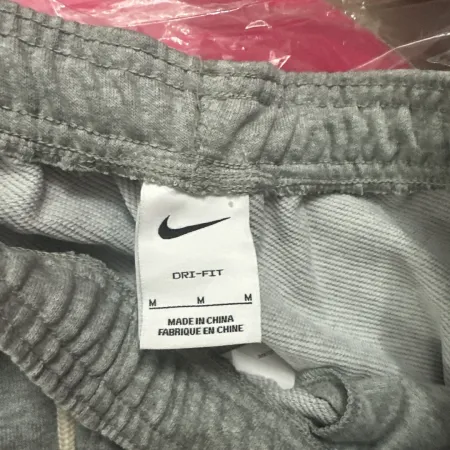 DRI-FIT
M M M
MADE IN CHINA
FABRIQUE EN CHINE